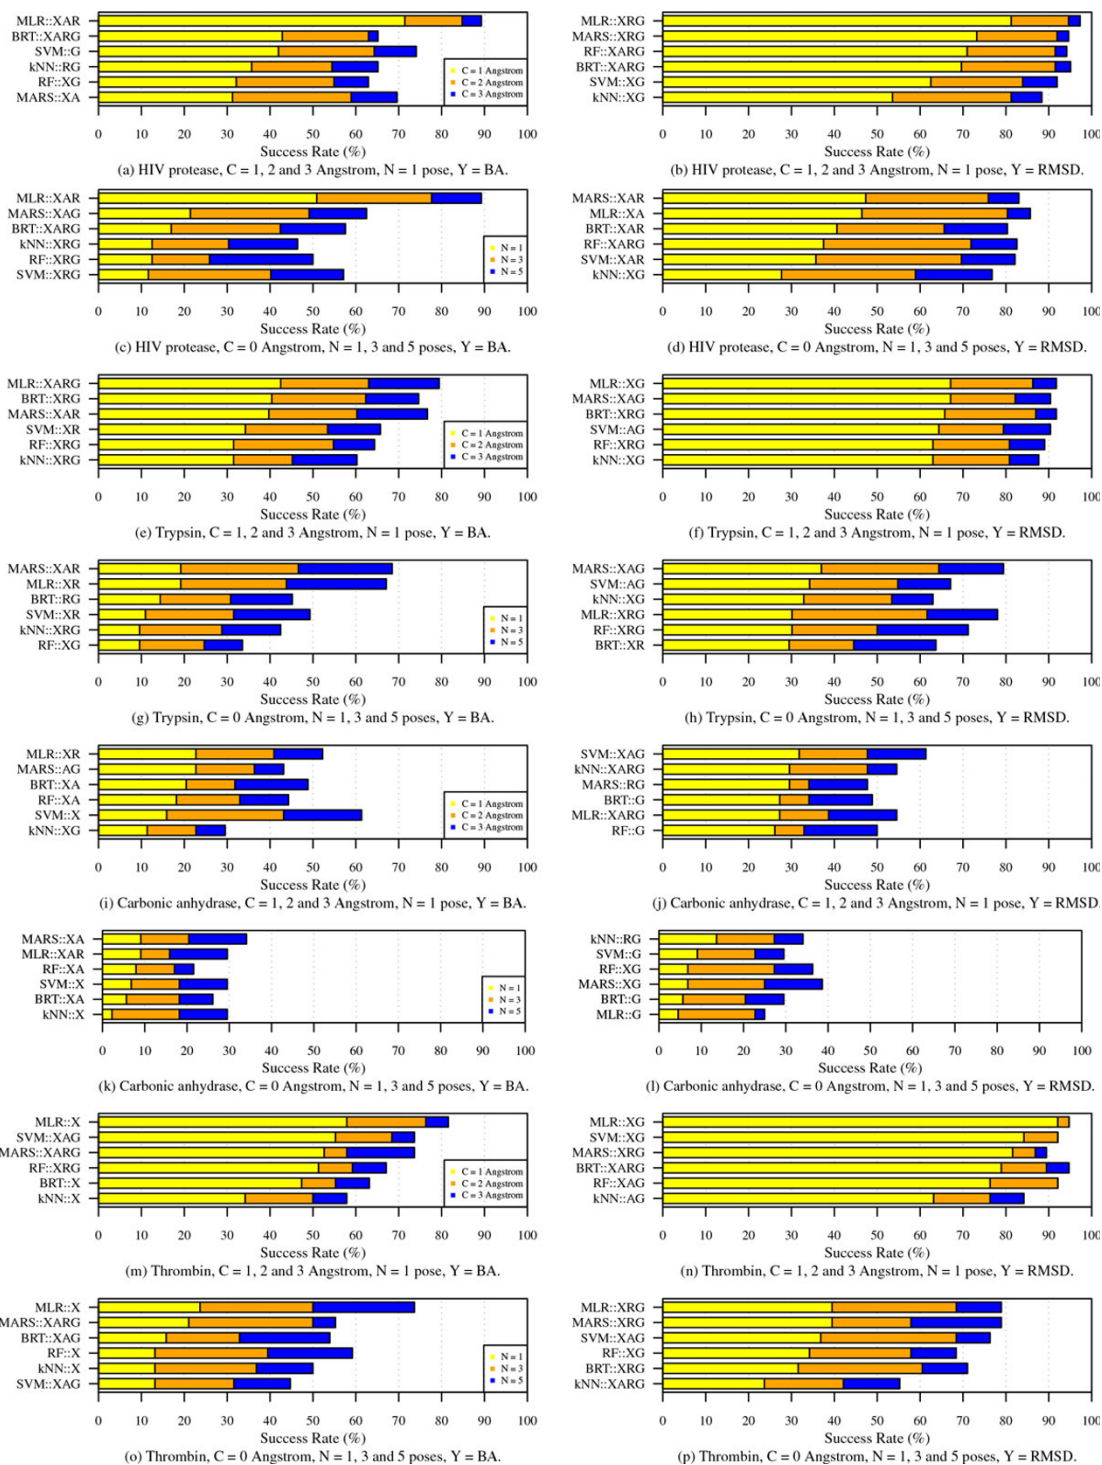 MLR::XAR
BRT::XARG
SVM::G
kNN::RG
RF::XG
MARS::XA
C = 1 Angstrom
C = 2 Angstrom
C = 3 Angstrom
0 10 20 30 40 50 60 70 80 90 100
Success Rate (%)
(a) HIV protease, C = 1, 2 and 3 Angstrom, N = 1 pose, Y = BA.
MLR::XRG
MARS::XRG
RF::XARG
BRT::XARG
SVM::XG
kNN::XG
0 10 20 30 40 50 60 70 80 90 100
Success Rate (%)
(b) HIV protease, C = 1, 2 and 3 Angstrom, N = 1 pose, Y = RMSD.
MLR::XAR
MARS::XAG
BRT::XARG
kNN::XRG
RF::XRG
SVM::XRG
N = 1
N = 3
N = 5
0 10 20 30 40 50 60 70 80 90 100
Success Rate (%)
(c) HIV protease, C = 0 Angstrom, N = 1, 3 and 5 poses, Y = BA.
MARS::XAR
MLR::XA
BRT::XAR
RF::XARG
SVM::XAR
kNN::XG
0 10 20 30 40 50 60 70 80 90 100
Success Rate (%)
(d) HIV protease, C = 0 Angstrom, N = 1, 3 and 5 poses, Y = RMSD.
MLR::XARG
BRT::XRG
MARS::XAR
SVM::XR
RF::XRG
kNN::XRG
C = 1 Angstrom
C = 2 Angstrom
C = 3 Angstrom
0 10 20 30 40 50 60 70 80 90 100
Success Rate (%)
(e) Trypsin, C = 1, 2 and 3 Angstrom, N = 1 pose, Y = BA.
MLR::XG
MARS::XAG
BRT::XRG
SVM::AG
RF::XRG
kNN::XG
0 10 20 30 40 50 60 70 80 90 100
Success Rate (%)
(f) Trypsin, C = 1, 2 and 3 Angstrom, N = 1 pose, Y = RMSD.
MARS::XAR
MLR::XR
BRT::RG
SVM::XR
kNN::XRG
RF::XG
N = 1
N = 3
N = 5
0 10 20 30 40 50 60 70 80 90 100
Success Rate (%)
(g) Trypsin, C = 0 Angstrom, N = 1, 3 and 5 poses, Y = BA.
MARS::XAG
SVM::AG
kNN::XG
MLR::XRG
RF::XRG
BRT::XR
0 10 20 30 40 50 60 70 80 90 100
Success Rate (%)
(h) Trypsin, C = 0 Angstrom, N = 1, 3 and 5 poses, Y = RMSD.
MLR::XR
MARS::AG
BRT::XA
RF::XA
SVM::X
kNN::XG
C = 1 Angstrom
C = 2 Angstrom
C = 3 Angstrom
0 10 20 30 40 50 60 70 80 90 100
Success Rate (%)
(i) Carbonic anhydrase, C = 1, 2 and 3 Angstrom, N = 1 pose, Y = BA.
SVM::XAG
kNN::XARG
MARS::RG
BRT::G
MLR::XARG
RF::G
0 10 20 30 40 50 60 70 80 90 100
Success Rate (%)
(j) Carbonic anhydrase, C = 1, 2 and 3 Angstrom, N = 1 pose, Y = RMSD.
MARS::XA
MLR::XAR
RF::XA
SVM::X
BRT::XA
kNN::X
N = 1
N = 3
N = 5
0 10 20 30 40 50 60 70 80 90 100
Success Rate (%)
(k) Carbonic anhydrase, C = 0 Angstrom, N = 1, 3 and 5 poses, Y = BA.
kNN::RG
SVM::G
RF::XG
MARS::XG
BRT::G
MLR::G
0 10 20 30 40 50 60 70 80 90 100
Success Rate (%)
(l) Carbonic anhydrase, C = 0 Angstrom, N = 1, 3 and 5 poses, Y = RMSD.
MLR::X
SVM::XAG
MARS::XARG
RF::XRG
BRT::X
kNN::X
C = 1 Angstrom
C = 2 Angstrom
C = 3 Angstrom
0 10 20 30 40 50 60 70 80 90 100
Success Rate (%)
(m) Thrombin, C = 1, 2 and 3 Angstrom, N = 1 pose, Y = BA.
MLR::XG
SVM::XG
MARS::XRG
BRT::XARG
RF::XAG
kNN::AG
0 10 20 30 40 50 60 70 80 90 100
Success Rate (%)
(n) Thrombin, C = 1, 2 and 3 Angstrom, N = 1 pose, Y = RMSD.
MLR::X
MARS::XARG
BRT::XAG
RF::X
kNN::X
SVM::XAG
N = 1
N = 3
N = 5
0 10 20 30 40 50 60 70 80 90 100
Success Rate (%)
(o) Thrombin, C = 0 Angstrom, N = 1, 3 and 5 poses, Y = BA.
MLR::XRG
MARS::XRG
SVM::XAG
RF::XG
BRT::XRG
kNN::XARG
0 10 20 30 40 50 60 70 80 90 100
Success Rate (%)
(p) Thrombin, C = 0 Angstrom, N = 1, 3 and 5 poses, Y = RMSD.